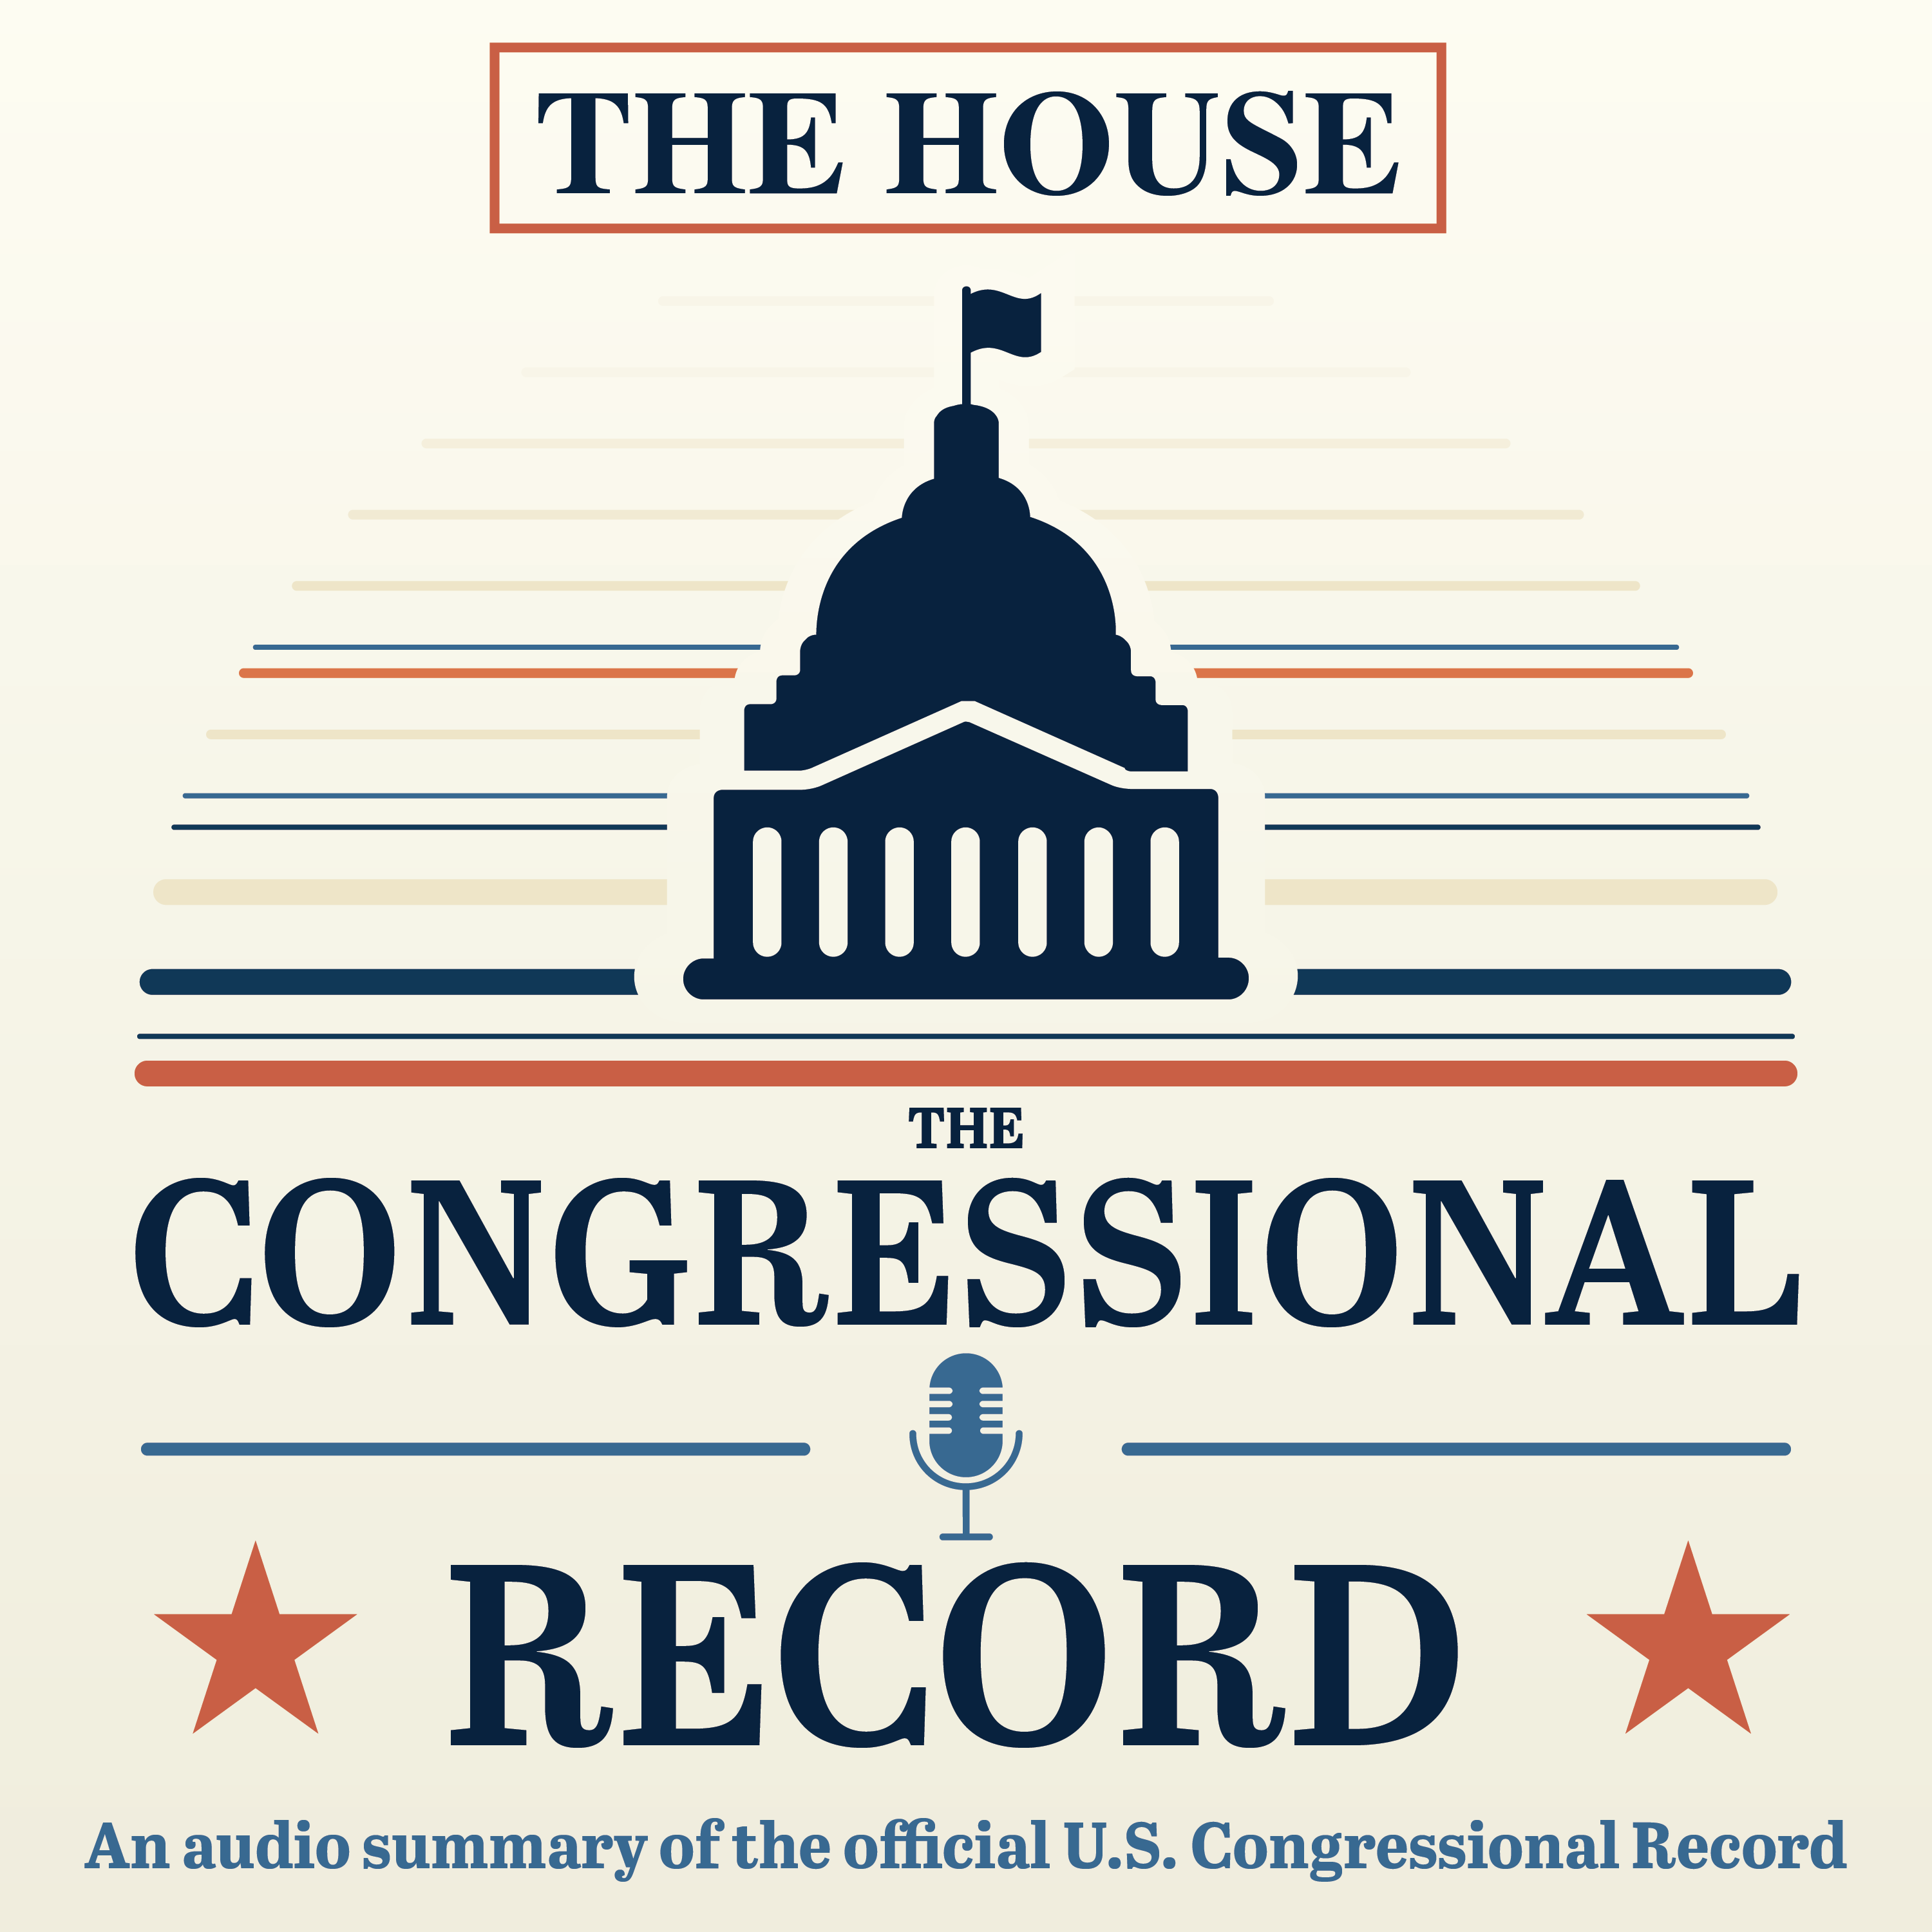 THE HOUSE
THE
CONGRESSIONAL
RECORD
An audio summary of the official U.S. Congressional Record